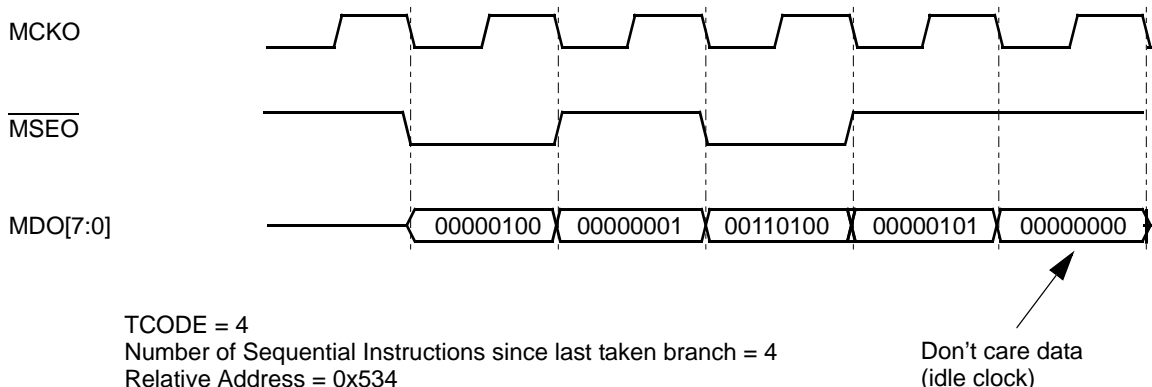 MCKO
MSEO
MDO[7:0]
00000100 00000001 00110100 00000101 00000000
TCODE = 4
Number of Sequential Instructions since last taken branch = 4
Relative Address = 0x534
Don't care data
(idle clock)